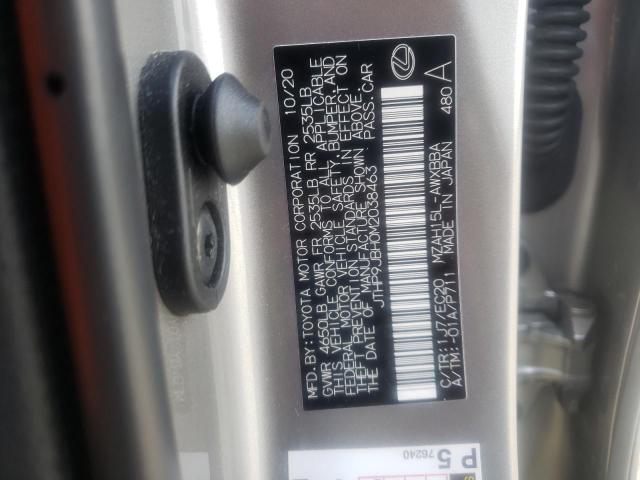 MFD.BY:TOYOTA MOTOR CORPORATION 10/20
GVWR 4650LB GAWR FR 2535LB RR 2535LB
THIS VEHICLE CONFORMS TO ALL APPLICABLE
FEDERAL MOTOR VEHICLE SAFETY, BUMPER, AND
THEFT PREVENTION STANDARDS IN EFFECT ON
THE DATE OF MANUFACTURE SHOWN ABOVE.
JTHP9JBH0M2038463 PASS.CAR
C/TR:1J7/EC20 MZAH15L-AWXBBA 480 A
A/TM:-01A/P711 MADE IN JAPAN
P 5
76240